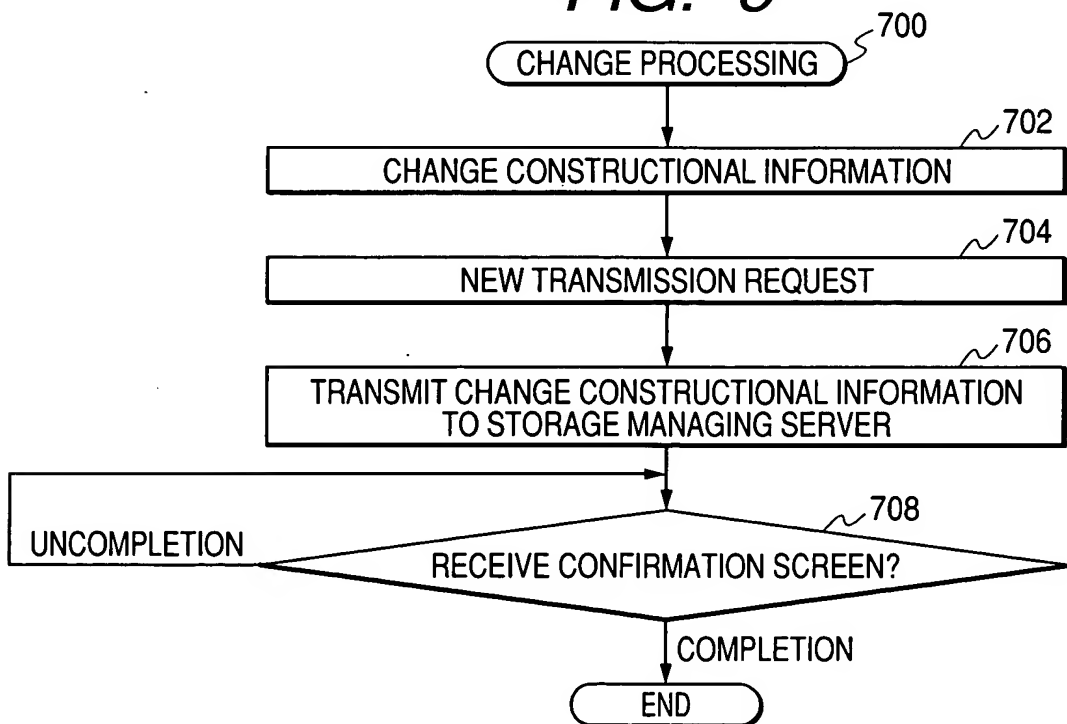 FIG.
700
CHANGE PROCESSING
702
CHANGE CONSTRUCTIONAL INFORMATION
704
NEW TRANSMISSION REQUEST
706
TRANSMIT CHANGE CONSTRUCTIONAL INFORMATION
TO STORAGE MANAGING SERVER
708
UNCOMPLETION
RECEIVE CONFIRMATION SCREEN?
COMPLETION
END